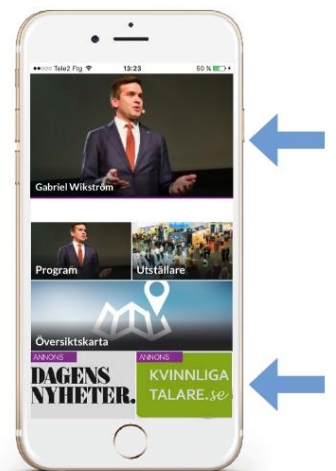 Tele2 Ftg 13:23 50 %
Gabriel Wikström
Program Utställare
Översiktskarta
ANNONS ANNONS
DAGENS
NYHETER.
KVINNLIGA
TALARE.se